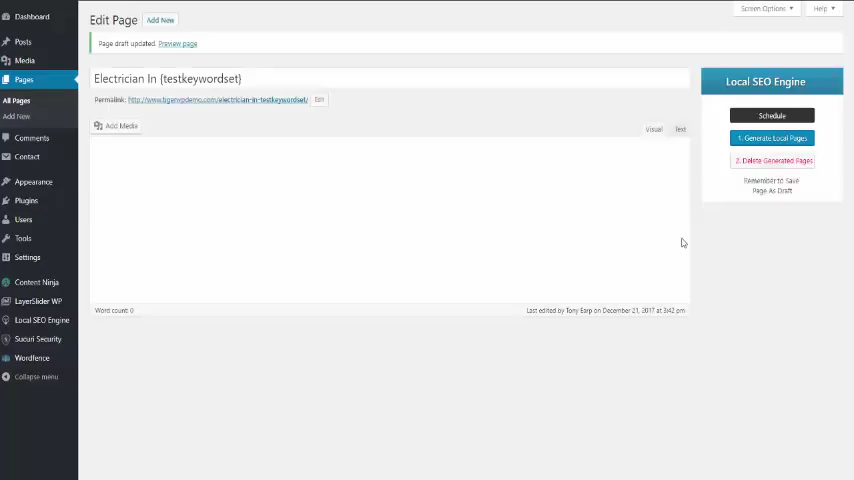 Screen Options ▼
Help ▼
Dashboard
Posts
Media
Pages
All Pages
Add New
Comments
Contact
Appearance
Plugins
Users
Tools
Settings
Content Ninja
LayerSlider WP
Local SEO Engine
Sucuri Security
Wordfence
Collapse menu
Edit Page Add New
Page draft updated. Preview page
Electrician In {testkeywordset}
Permalink: http://www.bgenwpdemo.com/electrician-in-testkeywordset/ Edit
Add Media
Visual Text
Word count: 0
Last edited by Tony Earp on December 21, 2017 at 3:42 pm
Local SEO Engine
Schedule
1. Generate Local Pages
2. Delete Generated Pages
Remember to Save
Page As Draft